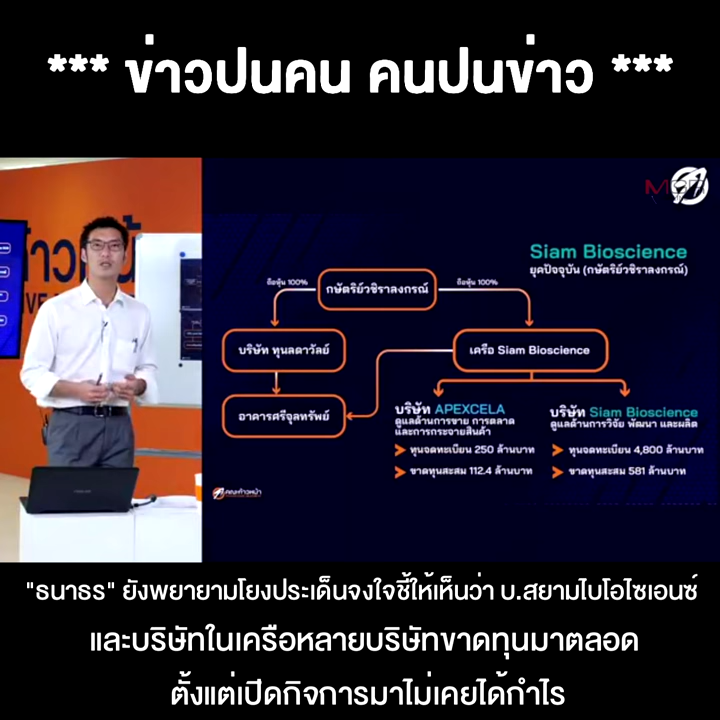 *** ข่าวปนคน คนปนข่าว ***
Siam Bioscience
ยุคปัจจุบัน (กษัตริย์วชิราลงกรณ์)
ถือหุ้น 100%
กษัตริย์วชิราลงกรณ์
ถือหุ้น 100%
บริษัท ทุนลดาวัลย์
เครือ Siam Bioscience
อาคารศรีจุลทรัพย์
บริษัท APEXCELA
ดูแลด้านการขาย การตลาด
และการกระจายสินค้า
ทุนจดทะเบียน 250 ล้านบาท
ขาดทุนสะสม 112.4 ล้านบาท
บริษัท Siam Bioscience
ดูแลด้านการวิจัย พัฒนา และผลิต
ทุนจดทะเบียน 4,800 ล้านบาท
ขาดทุนสะสม 581 ล้านบาท
คณะก้าวหน้า
"ธนาธร" ยังพยายามโยงประเด็นจงใจชี้ให้เห็นว่า บ.สยามไบโอไซเอนซ์
และบริษัทในเครือหลายบริษัทขาดทุนมาตลอด
ตั้งแต่เปิดกิจการมาไม่เคยได้กำไร